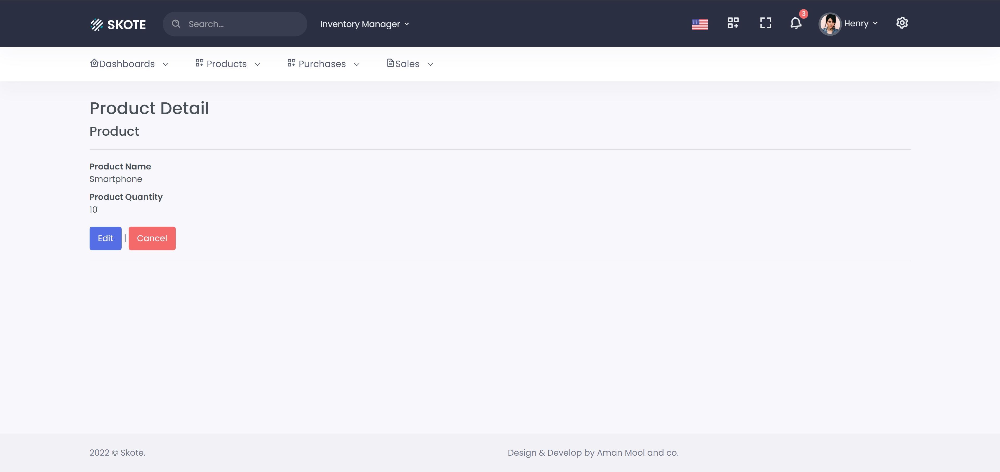 SKOTE
Search...
Inventory Manager
3
Henry
Dashboards
Products
Purchases
Sales
Product Detail
Product
Product Name
Smartphone
Product Quantity
10
Edit | Cancel
2022 © Skote.
Design & Develop by Aman Mool and co.